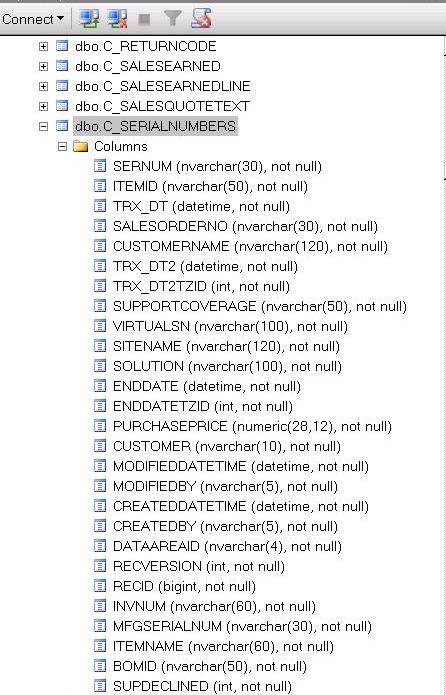 Connect
dbo.C_RETURNCODE
dbo.C_SALESEARNED
dbo.C_SALESEARNEDLINE
dbo.C_SALESQUOTETEXT
dbo.C_SERIALNUMBERS
Columns
SERNUM (nvarchar(30), not null)
ITEMID (nvarchar(50), not null)
TRX_DT (datetime, not null)
SALESORDERNO (nvarchar(30), not null)
CUSTOMERNAME (nvarchar(120), not null)
TRX_DT2 (datetime, not null)
TRX_DT2TZID (int, not null)
SUPPORTCOVERAGE (nvarchar(50), not null)
VIRTUALSN (nvarchar(100), not null)
SITENAME (nvarchar(120), not null)
SOLUTION (nvarchar(100), not null)
ENDDATE (datetime, not null)
ENDDATETZID (int, not null)
PURCHASEPRICE (numeric(28,12), not null)
CUSTOMER (nvarchar(10), not null)
MODIFIEDDATETIME (datetime, not null)
MODIFIEDBY (nvarchar(5), not null)
CREATEDDATETIME (datetime, not null)
CREATEDBY (nvarchar(5), not null)
DATAAREAID (nvarchar(4), not null)
RECVERSION (int, not null)
RECID (bigint, not null)
INVNUM (nvarchar(60), not null)
MFGSERIALNUM (nvarchar(30), not null)
ITEMNAME (nvarchar(60), not null)
BOMID (nvarchar(50), not null)
SUPDECLINED (int, not null)